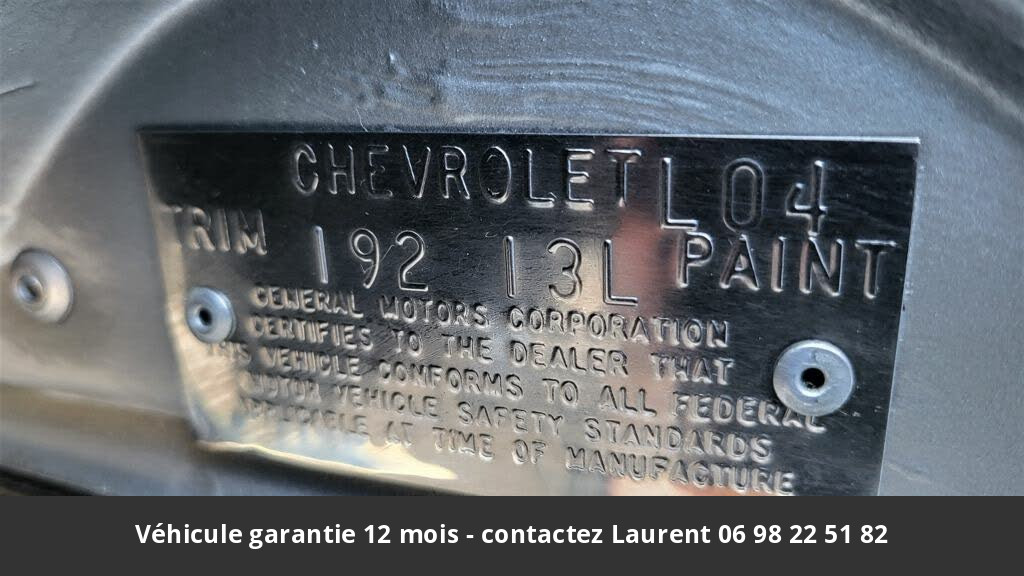 CHEVROLET L04
TRIM 192 13L PAINT
GENERAL MOTORS CORPORATION
CERTIFIES TO THE DEALER THAT
THIS VEHICLE CONFORMS TO ALL FEDERAL
MOTOR VEHICLE SAFETY STANDARDS
APPLICABLE AT TIME OF MANUFACTURE
Véhicule garantie 12 mois - contactez Laurent 06 98 22 51 82